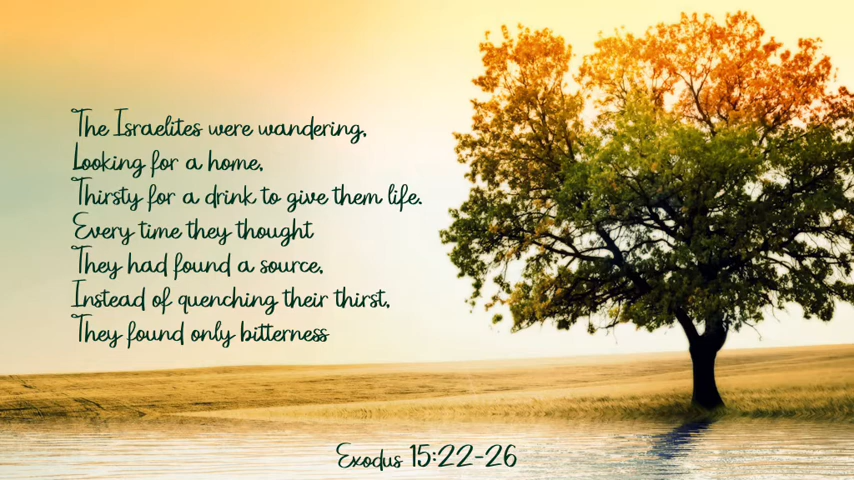 The Israelites were wandering,
Looking for a home,
Thirsty for a drink to give them life.
Every time they thought
They had found a source,
Instead of quenching their thirst,
They found only bitterness
Exodus 15:22-26